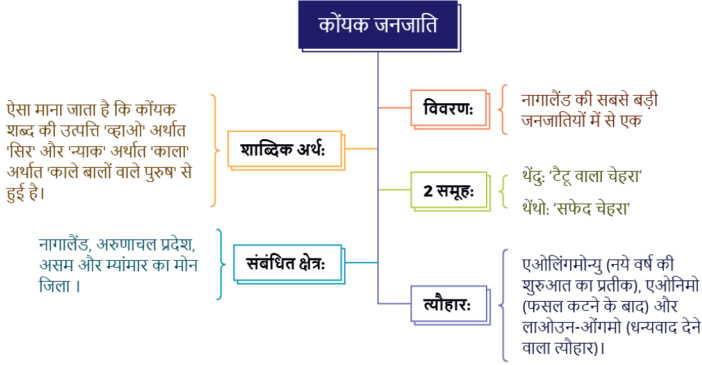 कोंयक जनजाति
विवरण:
नागालैंड की सबसे बड़ी
जनजातियों में से एक
ऐसा माना जाता है कि कोंयक
शब्द की उत्पत्ति 'व्हाओ' अर्थात
'सिर' और 'न्याक' अर्थात 'काला'
अर्थात 'काले बालों वाले पुरुष' से
हुई है।
शाब्दिक अर्थ:
2 समूह:
थेंदु: ‘टैटू वाला चेहरा’
थेंथो: ‘सफेद चेहरा’
नागालैंड, अरुणाचल प्रदेश,
असम और म्यांमार का मोन
जिला ।
संबंधित क्षेत्र:
त्यौहार:
एओलिंगमोन्यु (नये वर्ष की
शुरुआत का प्रतीक), एओनिमो
(फसल कटने के बाद) और
लाओउन-ओंगमो (धन्यवाद देने
वाला त्यौहार)।